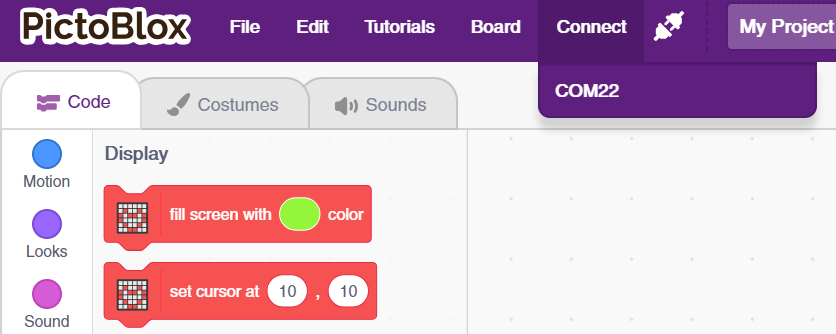 PictoBlox File Edit Tutorials Board Connect My Project
COM22
Code Costumes Sounds
Motion
Looks
Sound
Display
fill screen with color
set cursor at 10 , 10